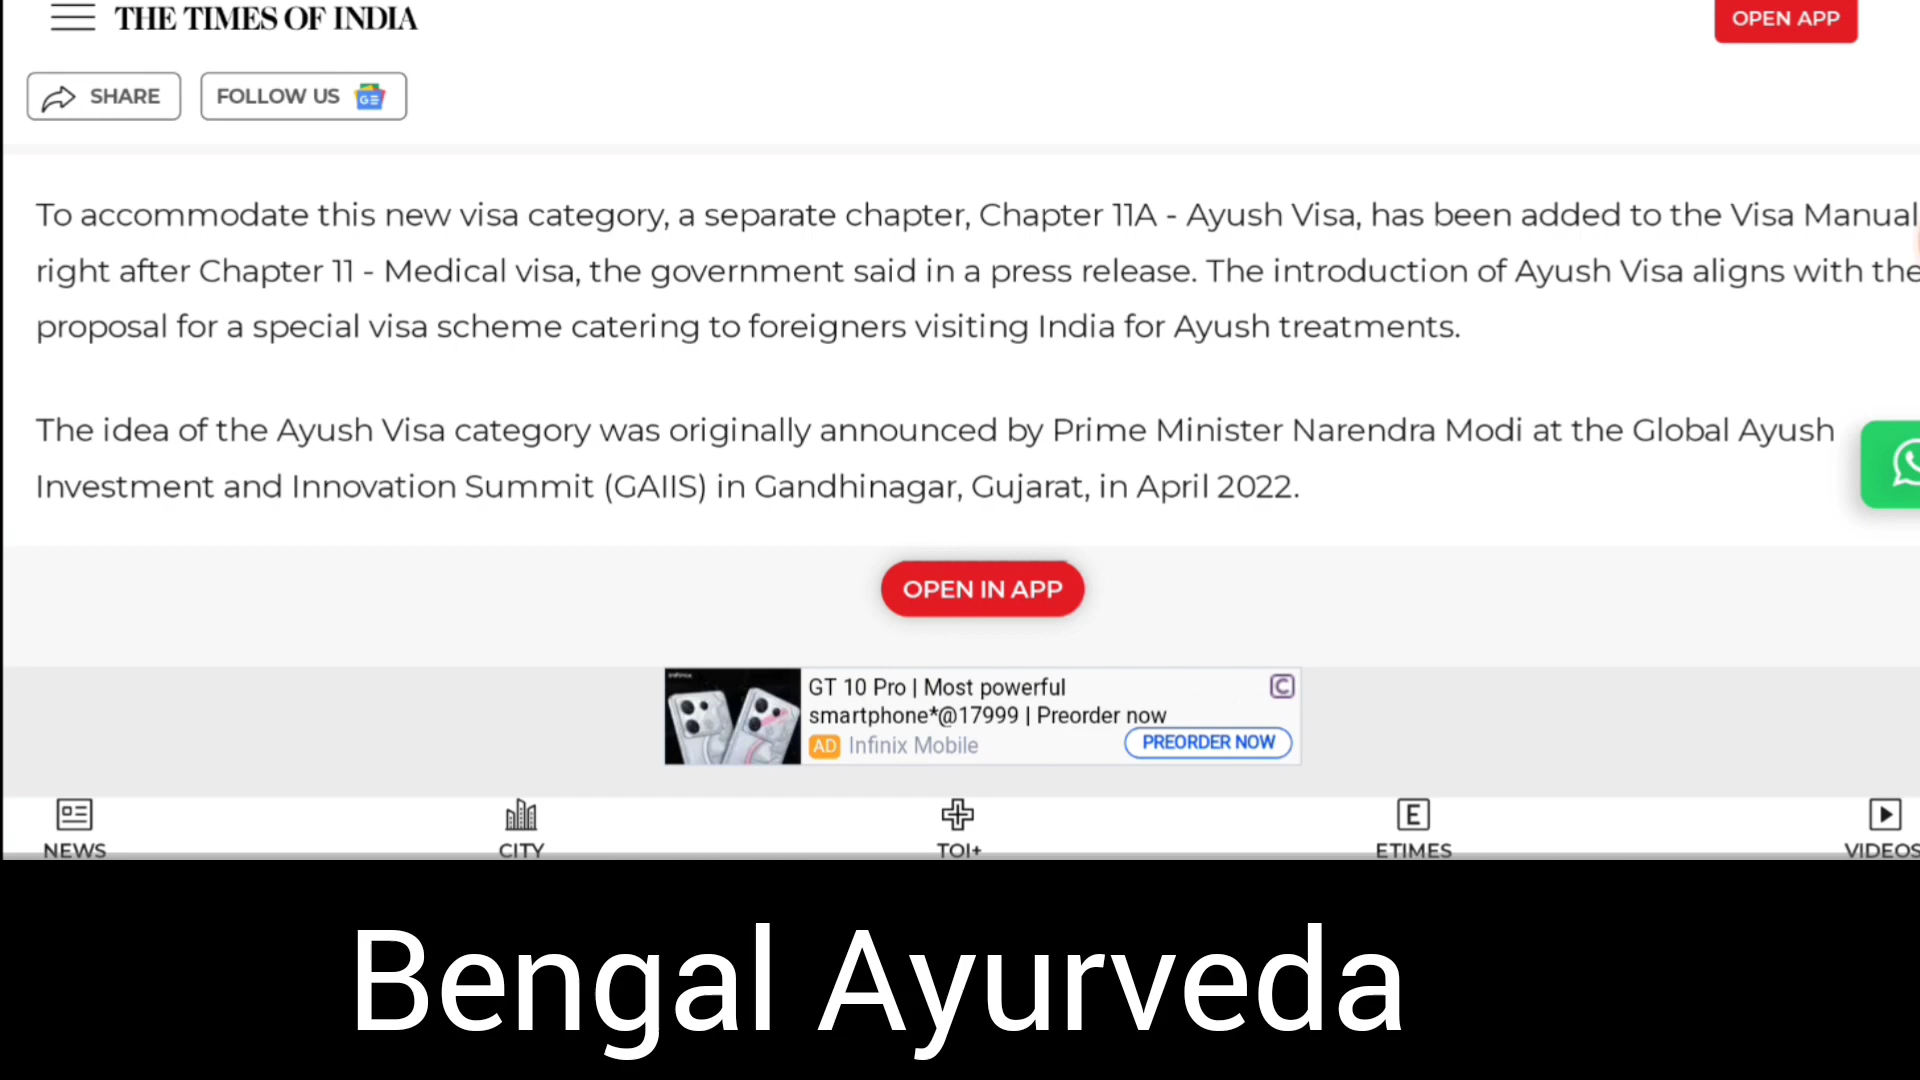 THE TIMES OF INDIA
OPEN APP
SHARE
FOLLOW US GE
To accommodate this new visa category, a separate chapter, Chapter 11A - Ayush Visa, has been added to the Visa Manual
right after Chapter 11 - Medical visa, the government said in a press release. The introduction of Ayush Visa aligns with the
proposal for a special visa scheme catering to foreigners visiting India for Ayush treatments.
The idea of the Ayush Visa category was originally announced by Prime Minister Narendra Modi at the Global Ayush
Investment and Innovation Summit (GAIIS) in Gandhinagar, Gujarat, in April 2022.
OPEN IN APP
Infinix
GT 10 Pro | Most powerful
smartphone*@17999 | Preorder now
AD Infinix Mobile
PREORDER NOW
NEWS
CITY
TOI+
E
ETIMES
VIDEOS
Bengal Ayurveda